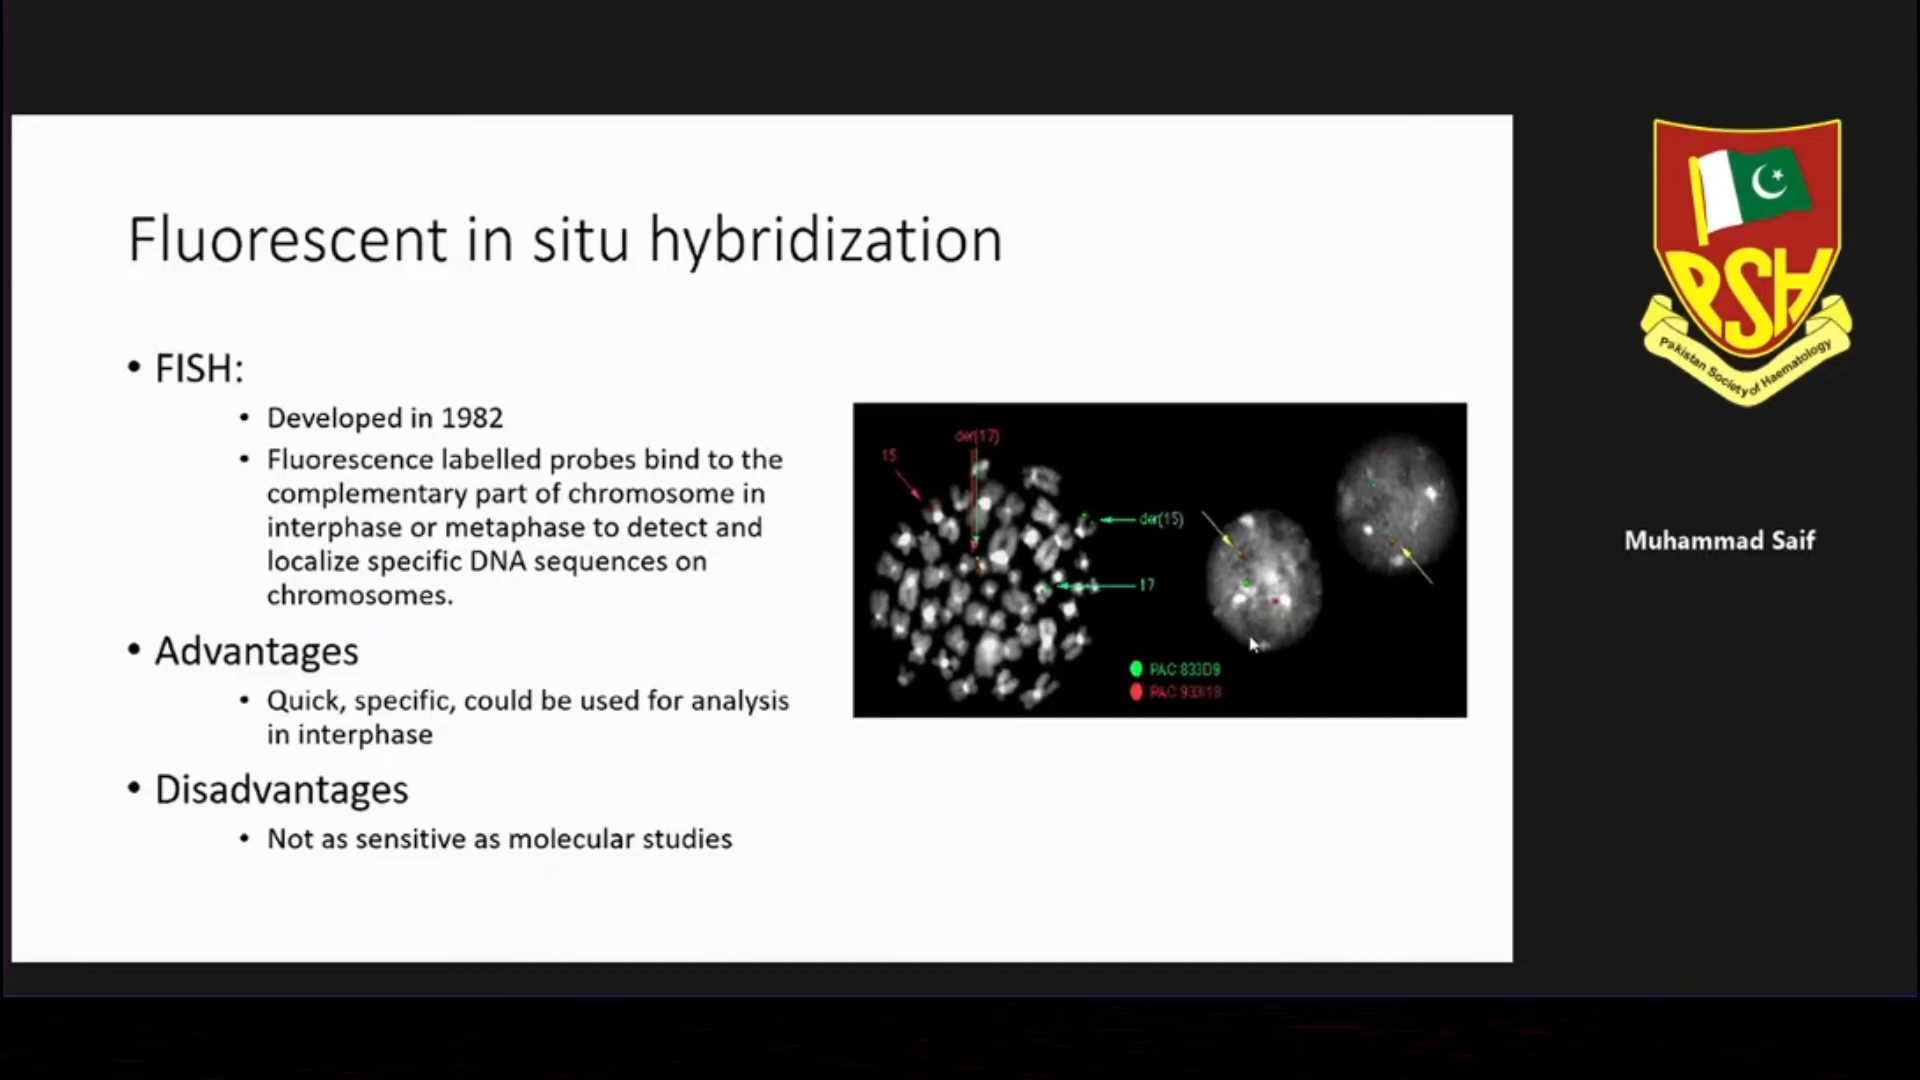 Fluorescent in situ hybridization
• FISH:
• Developed in 1982
• Fluorescence labelled probes bind to the
complementary part of chromosome in
interphase or metaphase to detect and
localize specific DNA sequences on
chromosomes.
• Advantages
• Quick, specific, could be used for analysis
in interphase
• Disadvantages
• Not as sensitive as molecular studies
der(17)
15
der(15)
17
PAC 833D9
PAC 933I18
PSH
Pakistan Society of Haematology
Muhammad Saif